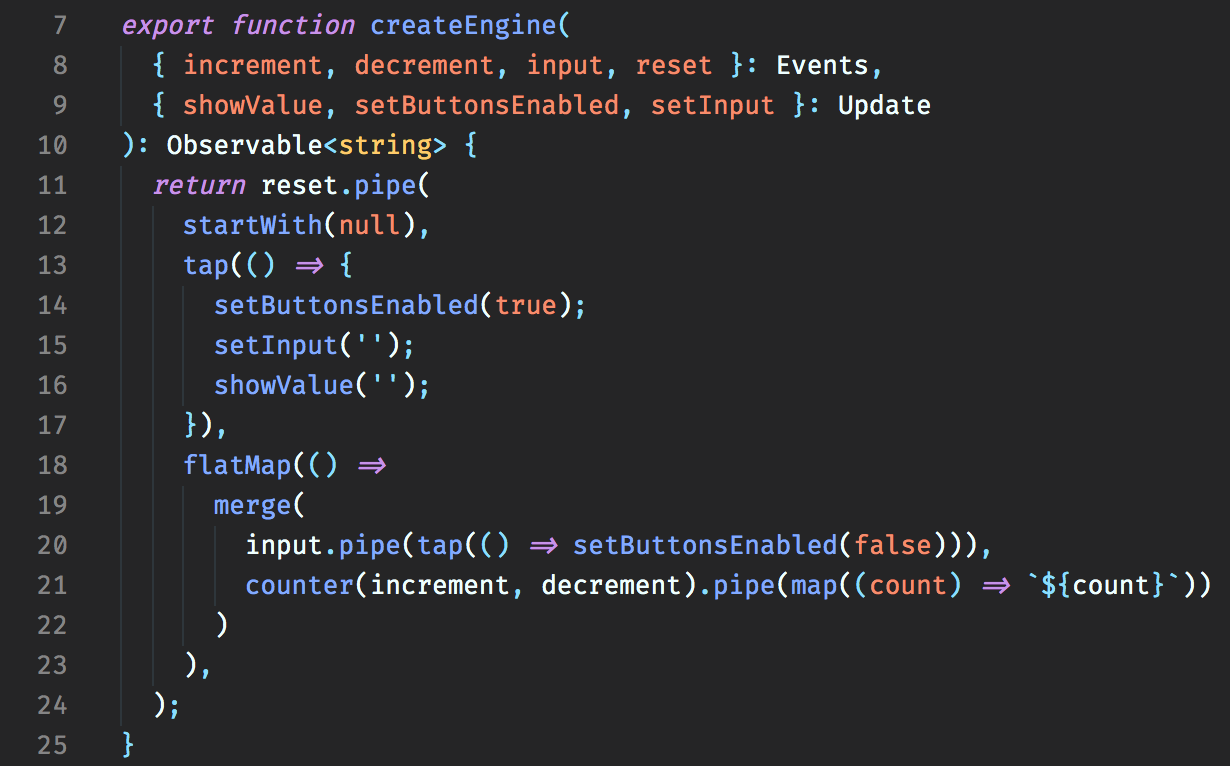 7 export function createEngine(
8 { increment, decrement, input, reset }: Events,
9 { showValue, setButtonsEnabled, setInput }: Update
10 ): Observable<string> {
11 return reset.pipe(
12 startWith(null),
13 tap(() => {
14 setButtonsEnabled(true);
15 setInput('');
16 showValue('');
17 }),
18 flatMap(() =>
19 merge(
20 input.pipe(tap(() => setButtonsEnabled(false))),
21 counter(increment, decrement).pipe(map((count) => `${count}`))
22 )
23 ),
24 );
25 }